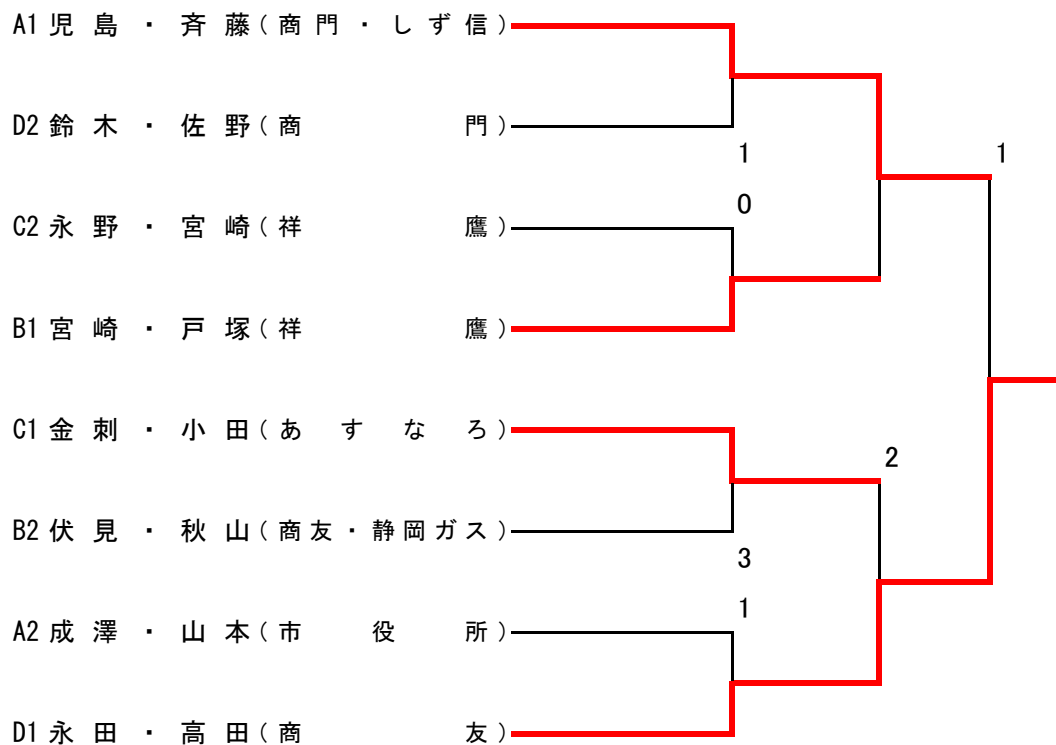 A1 児島・斉藤(商門・しず信)
D2 鈴木・佐野(商門)
1
1
0
C2 永野・宮崎(祥鷹)
B1 宮崎・戸塚(祥鷹)
C1 金刺・小田(あすなろ)
2
B2 伏見・秋山(商友・静岡ガス)
3
1
A2 成澤・山本(市役所)
D1 永田・高田(商友)